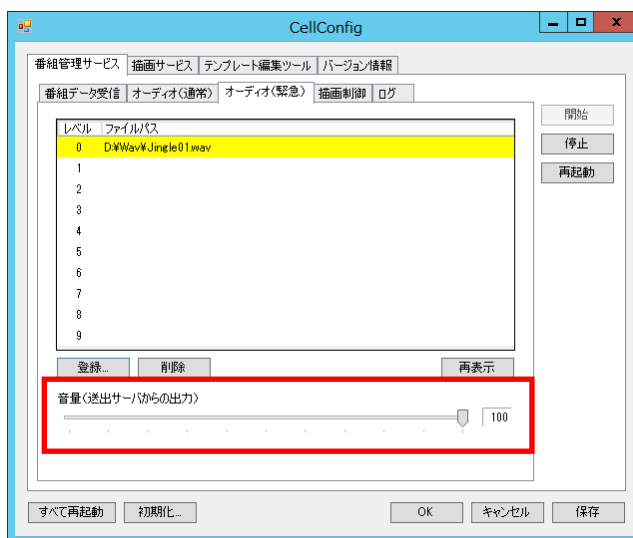 CellConfig
番組管理サービス 描画サービス テンプレート編集ツール バージョン情報
番組データ受信 オーディオ(通常) オーディオ(緊急) 描画制御 ログ
開始
停止
再起動
レベル ファイルパス
0 D:¥Wav¥Jingle01.wav
1
2
3
4
5
6
7
8
9
登録... 削除 再表示
音量(送出サーバからの出力)
100
すべて再起動 初期化... OK キャンセル 保存